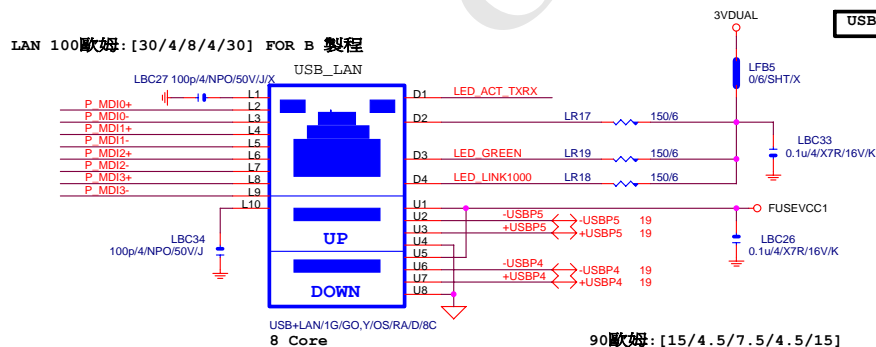 3VDUAL
USB
LAN 100歐姆:[30/4/8/4/30] FOR B 製程
USB_LAN
LFB5
0/6/SHT/X
LBC27 100p/4/NPO/50V/J/X
L1
P_MDI0+
L2
P_MDI0-
L3
P_MDI1+
L4
P_MDI1-
L5
P_MDI2+
L6
P_MDI2-
L7
P_MDI3+
L8
P_MDI3-
L9
L10
LBC34
100p/4/NPO/50V/J
UP
DOWN
D1 LED_ACT_TXRX
D2 LR17 150/6
D3 LED_GREEN LR19 150/6
D4 LED_LINK1000 LR18 150/6
LBC33
0.1u/4/X7R/16V/K
U1 FUSEVCC1
U2 -USBP5 -USBP5 19
U3 +USBP5 +USBP5 19
U4
U5
U6 -USBP4 -USBP4 19
U7 +USBP4 +USBP4 19
U8
LBC26
0.1u/4/X7R/16V/K
USB+LAN/1G/GO,Y/OS/RA/D/8C
8 Core
90歐姆:[15/4.5/7.5/4.5/15]